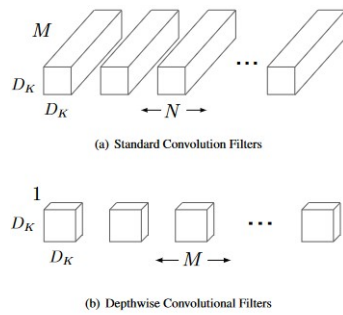 M
D_K
D_K
N
...
(a) Standard Convolution Filters
1
D_K
D_K
M
...
(b) Depthwise Convolutional Filters